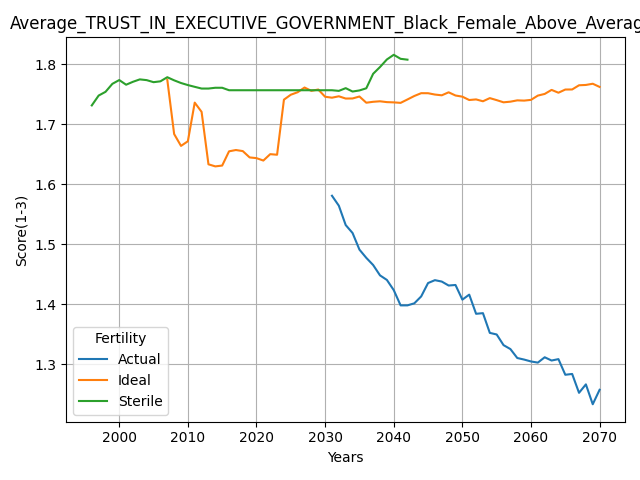 Average_TRUST_IN_EXECUTIVE_GOVERNMENT_Black_Female_Above_Averag
1.8
1.7
1.6
1.5
1.4
1.3
Score(1-3)
Fertility
Actual
Ideal
Sterile
2000 2010 2020 2030 2040 2050 2060 2070
Years